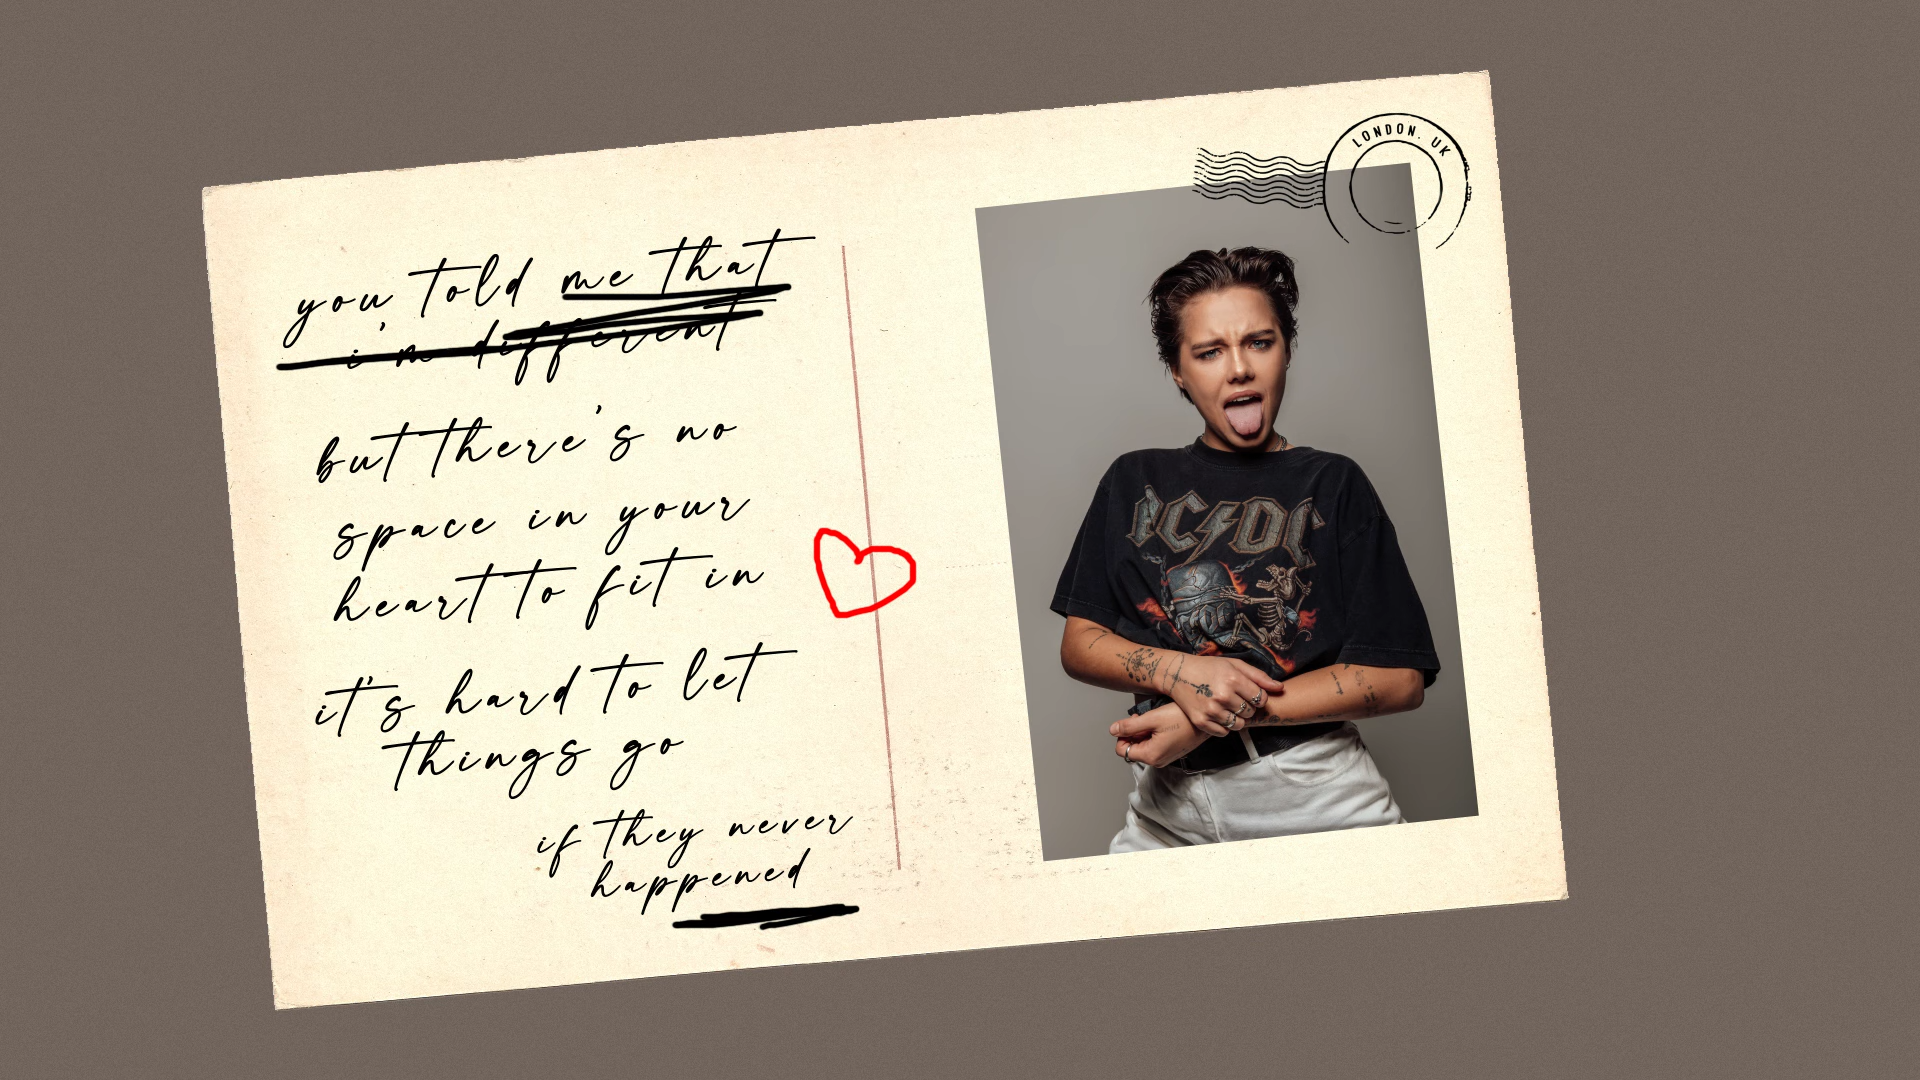 you told me that
i'm different
but there's no
space in your
heart to fit in
it's hard to let
things go
if they never
happened
LONDON. UK
AC⚡DC